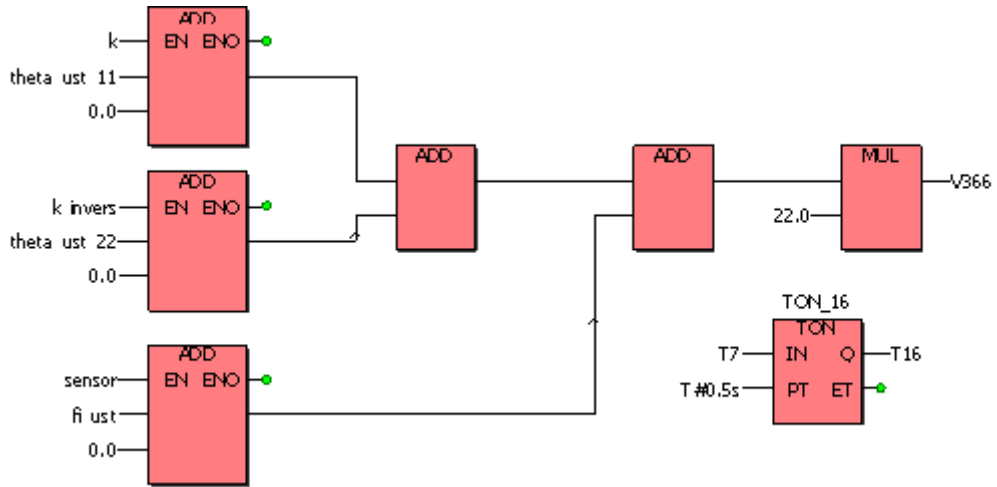 ADD
k EN ENO
theta ust 11
0.0
ADD
k invers EN ENO
theta ust 22
0.0
ADD
sensor EN ENO
fi ust
0.0
ADD
ADD
MUL
V366
22.0
TON_16
TON
T7 IN Q T16
T#0.5s PT ET